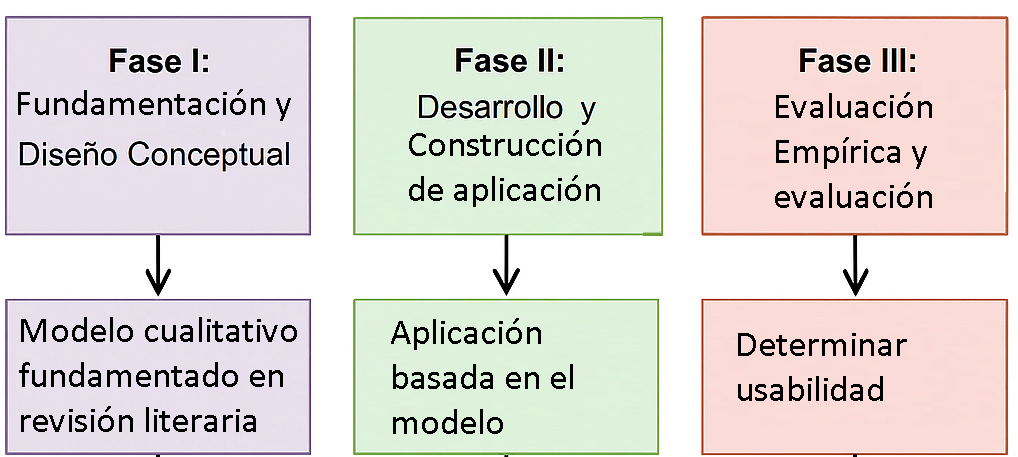 Fase I:
Fundamentación y
Diseño Conceptual
Fase II:
Desarrollo y
Construcción
de aplicación
Fase III:
Evaluación
Empírica y
evaluación
Modelo cualitativo
fundamentado en
revisión literaria
Aplicación
basada en el
modelo
Determinar
usabilidad